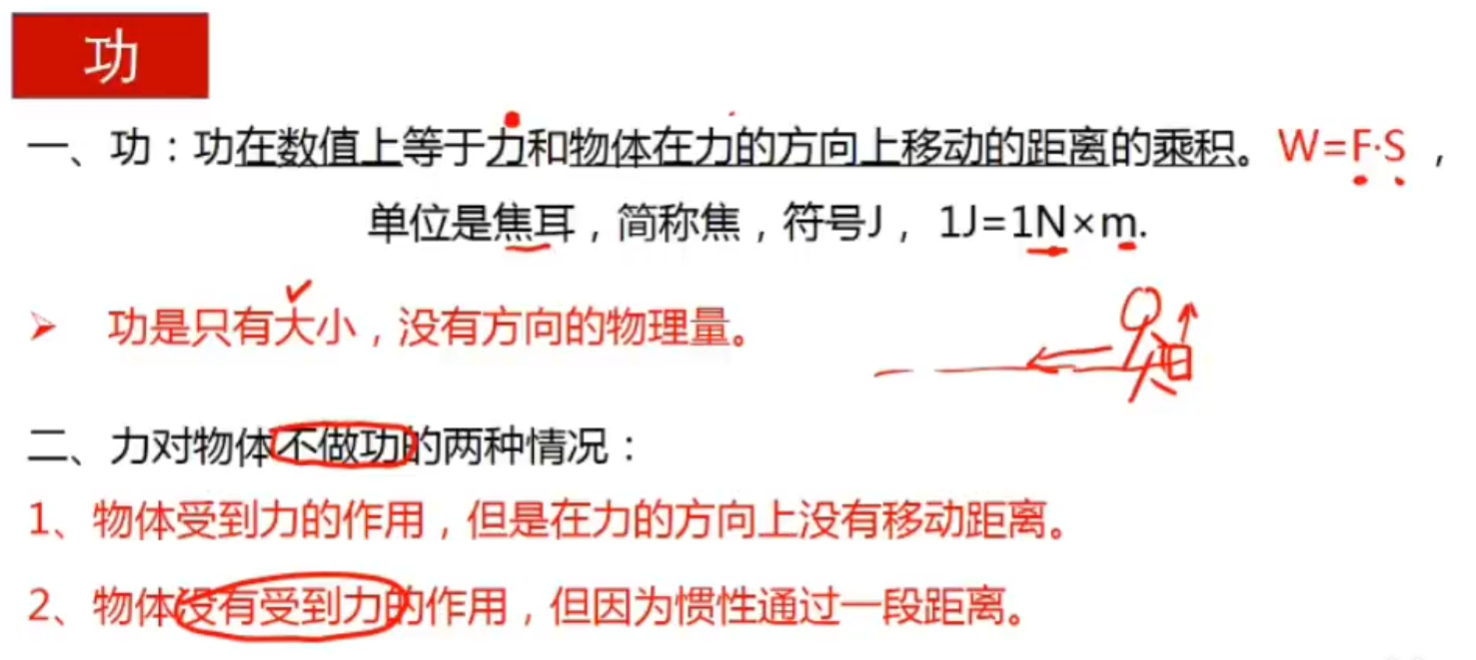 功
一、功：功在数值上等于力和物体在力的方向上移动的距离的乘积。W=F·S，
单位是焦耳，简称焦，符号J，1J=1N×m.
➢ 功是只有大小，没有方向的物理量。
二、力对物体不做功的两种情况：
1、物体受到力的作用，但是在力的方向上没有移动距离。
2、物体没有受到力的作用，但因为惯性通过一段距离。